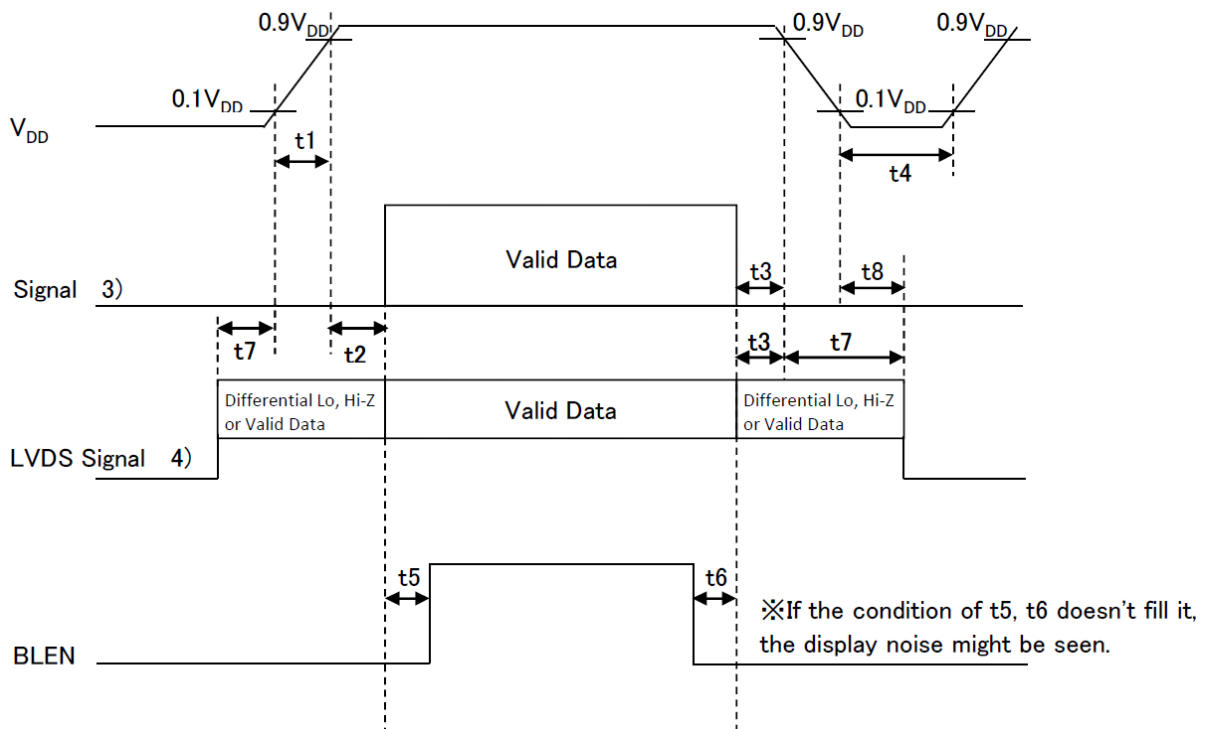 0.9VDD 0.9VDD 0.9VDD
0.1VDD 0.1VDD
VDD
t1
t4
Valid Data
t3 t8
Signal 3)
t7 t2 t3 t7
Differential Lo, Hi-Z
or Valid Data
Valid Data
Differential Lo, Hi-Z
or Valid Data
LVDS Signal 4)
t5 t6
※If the condition of t5, t6 doesn't fill it,
the display noise might be seen.
BLEN